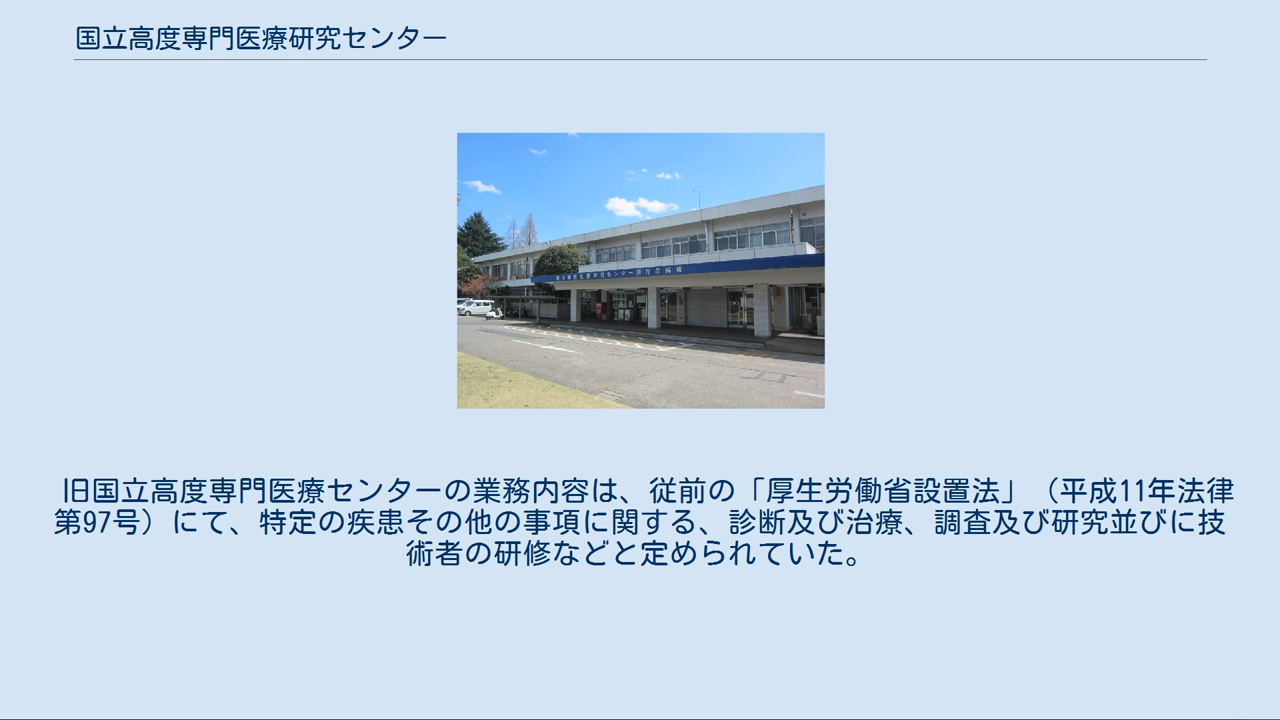 国立高度専門医療研究センター
旧国立高度専門医療センターの業務内容は、従前の「厚生労働省設置法」（平成11年法律
第97号）にて、特定の疾患その他の事項に関する、診断及び治療、調査及び研究並びに技
術者の研修などと定められていた。